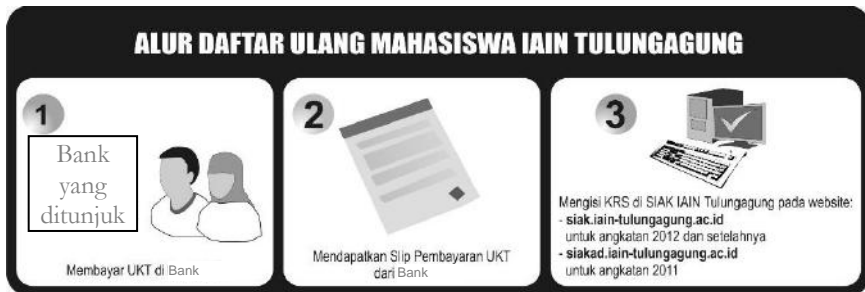 ALUR DAFTAR ULANG MAHASISWA IAIN TULUNGAGUNG
1
Bank
yang
ditunjuk
Membayar UKT di Bank
2
Mendapatkan Slip Pembayaran UKT
dari Bank
3
Mengisi KRS di SIAK IAIN Tulungagung pada website:
- siak.iain-tulungagung.ac.id
untuk angkatan 2012 dan setelahnya
- siakad.iain-tulungagung.ac.id
untuk angkatan 2011